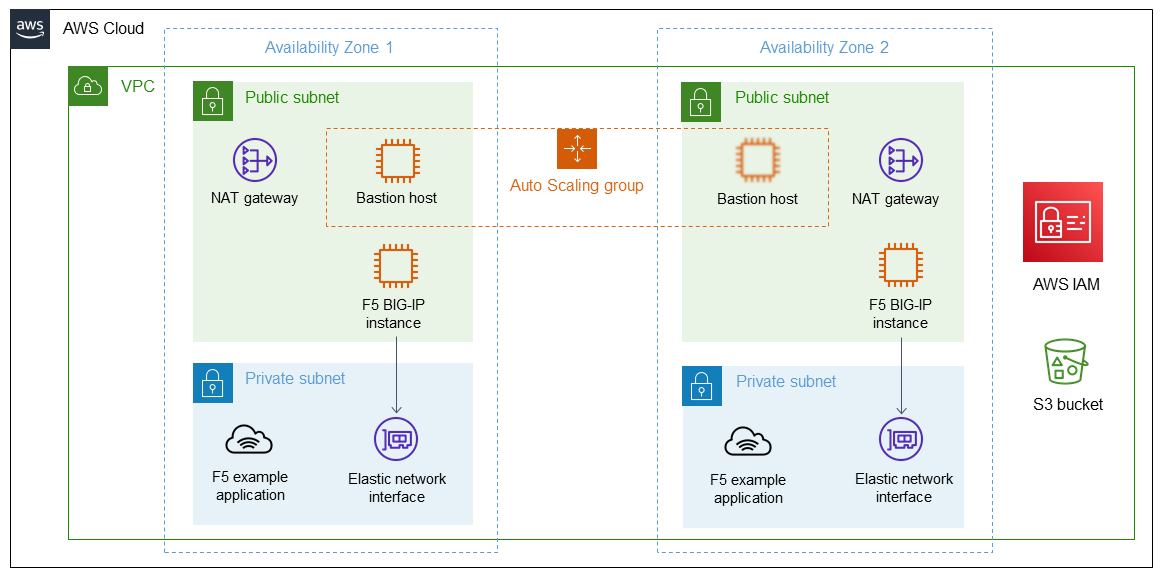 aws
AWS Cloud
Availability Zone 1
Availability Zone 2
VPC
Public subnet
Public subnet
NAT gateway
Bastion host
Auto Scaling group
Bastion host
NAT gateway
F5 BIG-IP
instance
F5 BIG-IP
instance
AWS IAM
Private subnet
Private subnet
S3 bucket
F5 example
application
Elastic network
interface
F5 example
application
Elastic network
interface